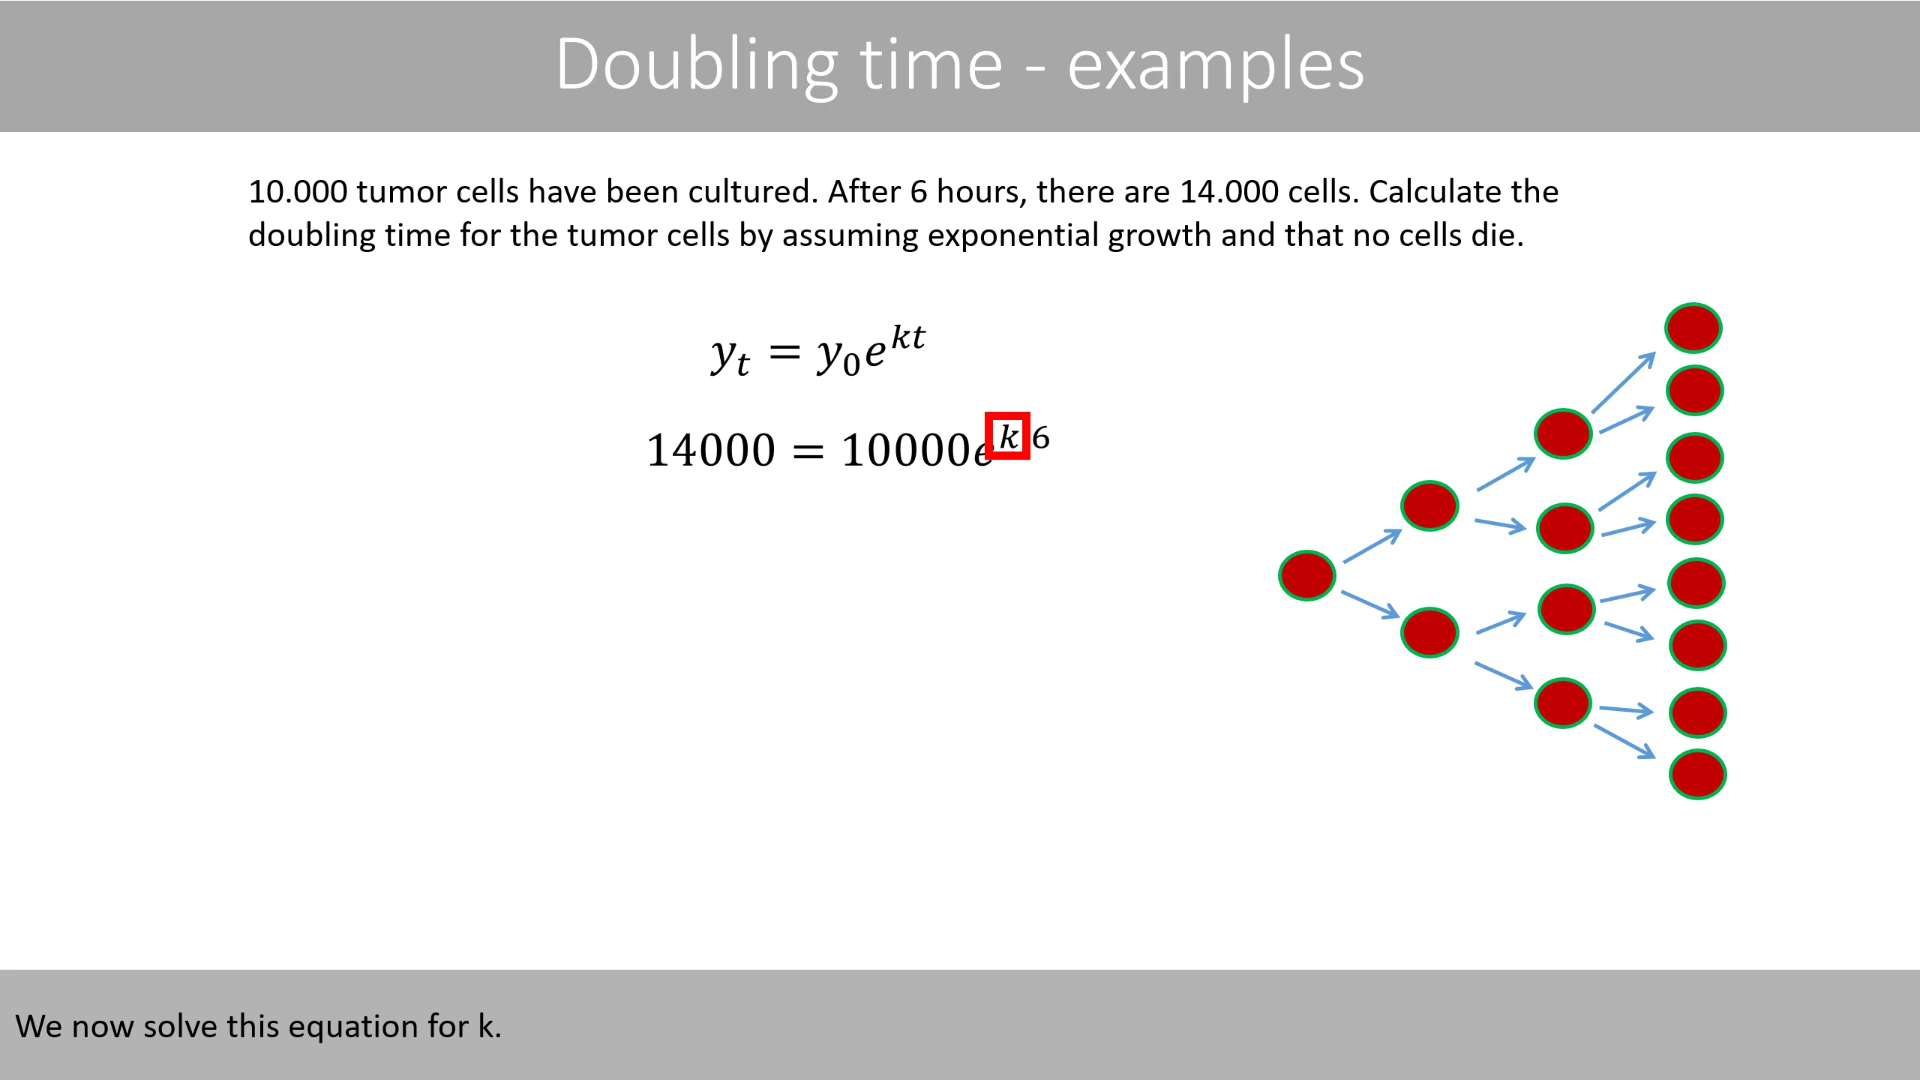 Doubling time - examples
10.000 tumor cells have been cultured. After 6 hours, there are 14.000 cells. Calculate the
doubling time for the tumor cells by assuming exponential growth and that no cells die.
yₜ = y₀e^{kt}
14000 = 10000e^{k 6}
We now solve this equation for k.